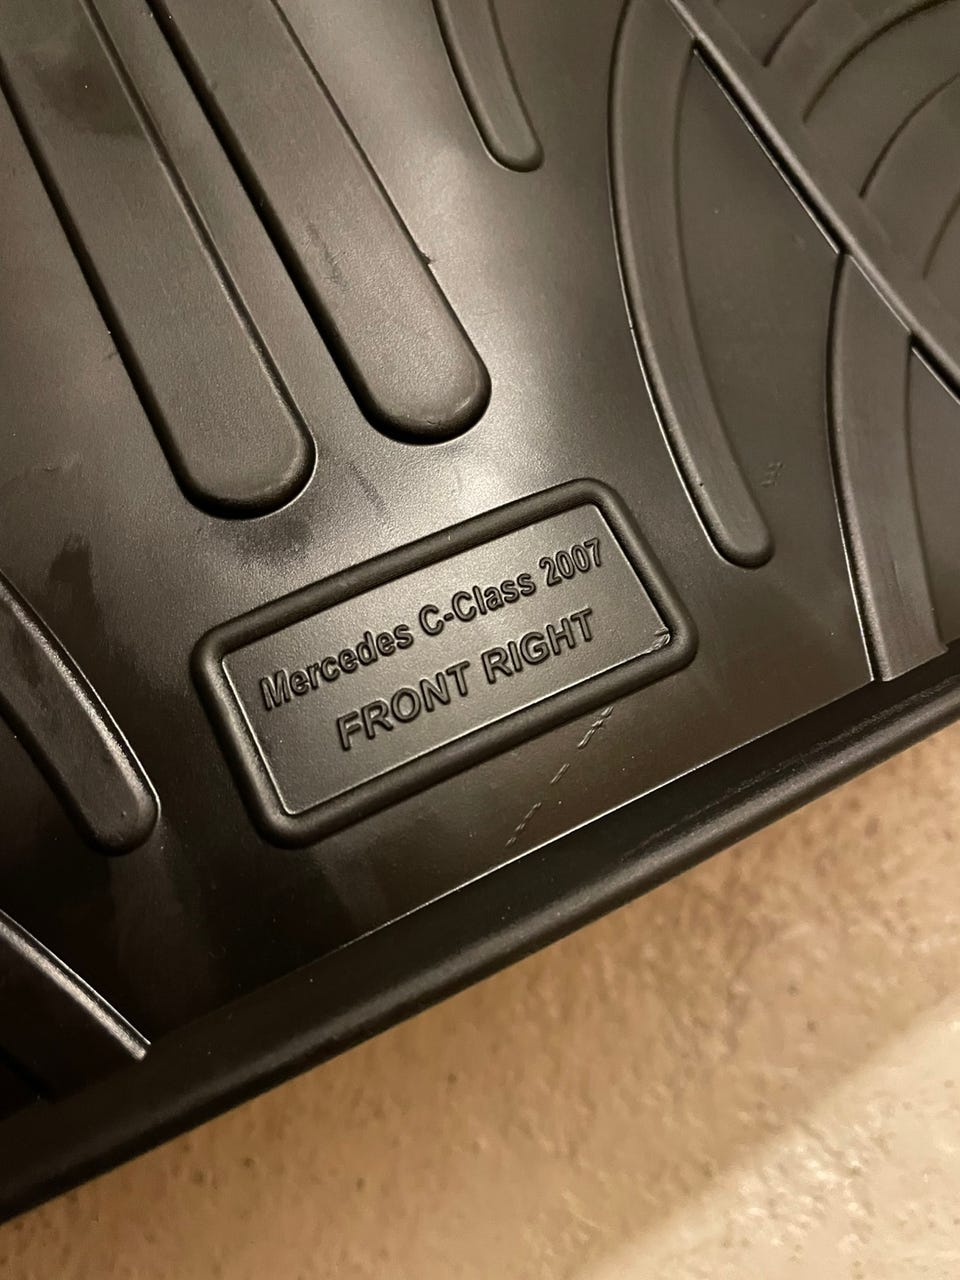 Mercedes C-Class 2007
FRONT RIGHT